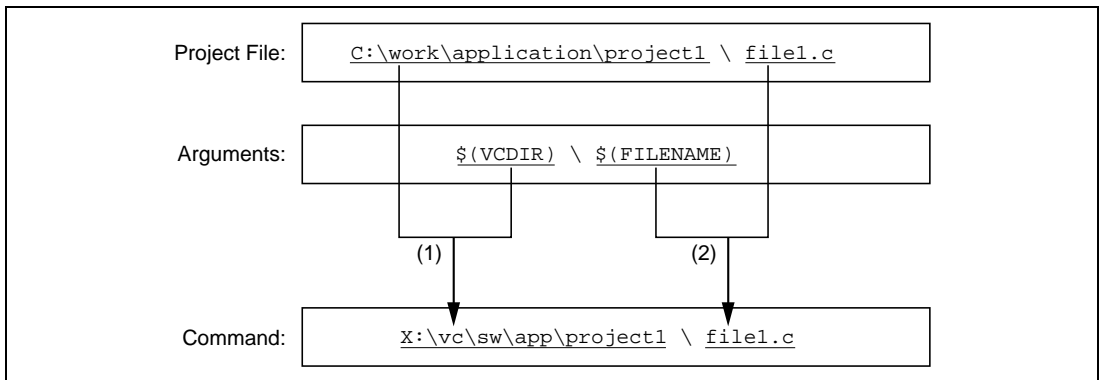 Project File: C:\work\application\project1 \ file1.c
Arguments: $(VCDIR) \ $(FILENAME)
(1) (2)
Command: X:\vc\sw\app\project1 \ file1.c